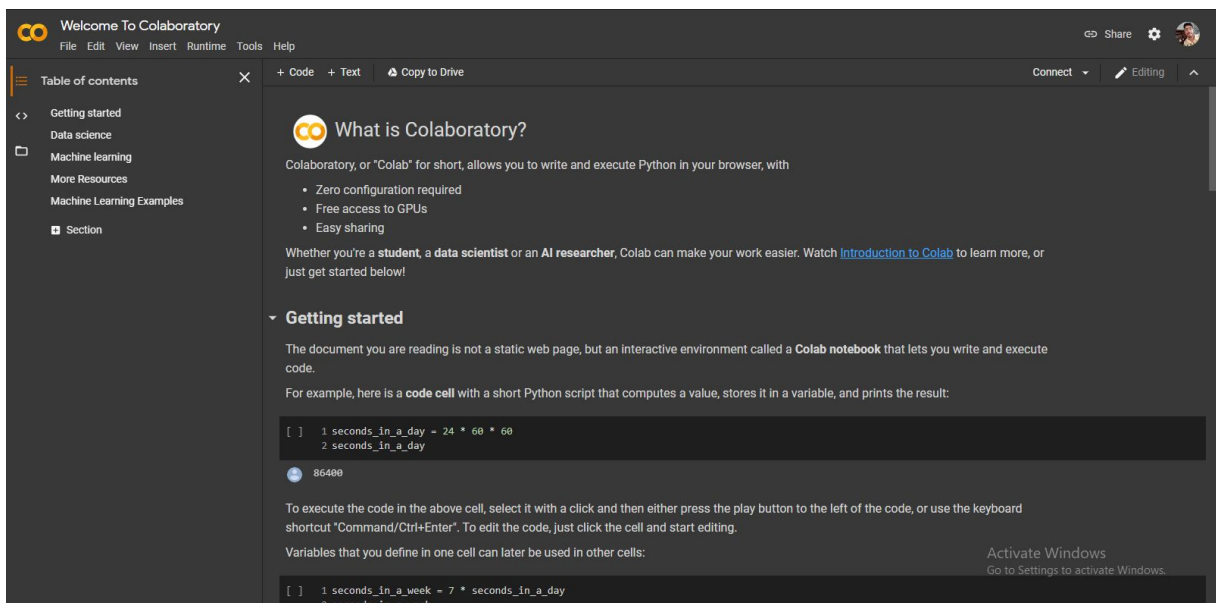 Welcome To Colaboratory
File Edit View Insert Runtime Tools Help
Share
Table of contents
+ Code + Text Copy to Drive
Connect Editing
Getting started
Data science
Machine learning
More Resources
Machine Learning Examples
Section
What is Colaboratory?
Colaboratory, or "Colab" for short, allows you to write and execute Python in your browser, with
• Zero configuration required
• Free access to GPUs
• Easy sharing
Whether you're a student, a data scientist or an AI researcher, Colab can make your work easier. Watch Introduction to Colab to learn more, or
just get started below!
Getting started
The document you are reading is not a static web page, but an interactive environment called a Colab notebook that lets you write and execute
code.
For example, here is a code cell with a short Python script that computes a value, stores it in a variable, and prints the result:
[ ] 1 seconds_in_a_day = 24 * 60 * 60
2 seconds_in_a_day
86400
To execute the code in the above cell, select it with a click and then either press the play button to the left of the code, or use the keyboard
shortcut "Command/Ctrl+Enter". To edit the code, just click the cell and start editing.
Variables that you define in one cell can later be used in other cells:
Activate Windows
Go to Settings to activate Windows.
[ ] 1 seconds_in_a_week = 7 * seconds_in_a_day